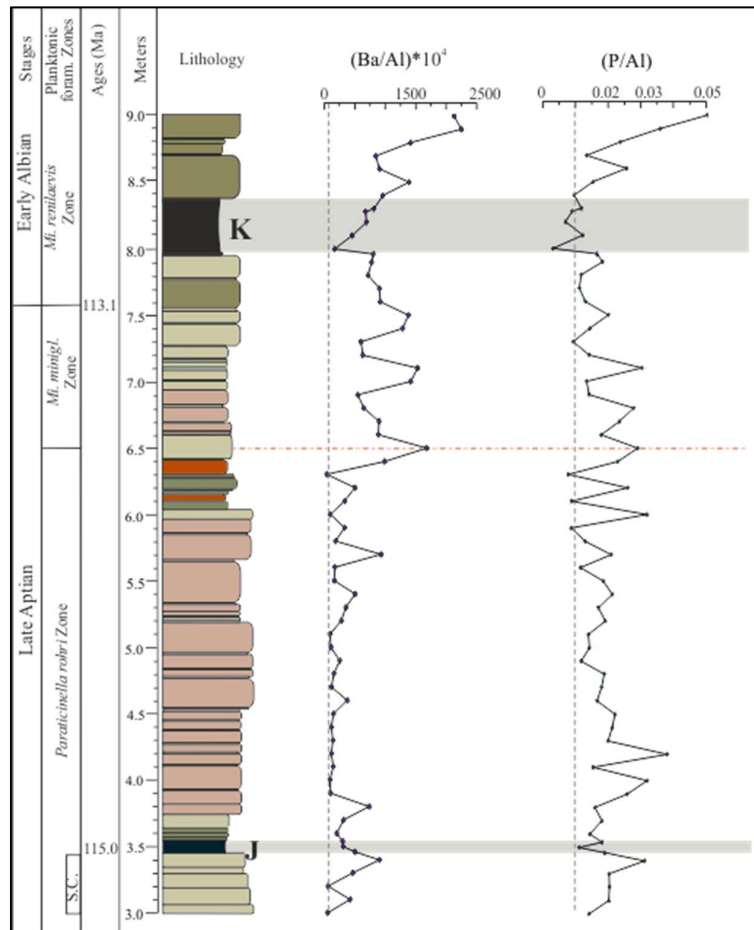 Stages
Planktonic
foram. Zones
Ages (Ma)
Meters
Lithology
(Ba/Al)*10⁴
(P/Al)
0 1500 2500
0 0.02 0.03 0.05
Early Albian
Late Aptian
Mi. renilaevis
Zone
Mi. minigl.
Zone
Paraticinella rohri Zone
S.C.
113.1
115.0
9.0
8.5
8.0
7.5
7.0
6.5
6.0
5.5
5.0
4.5
4.0
3.5
3.0
K
J